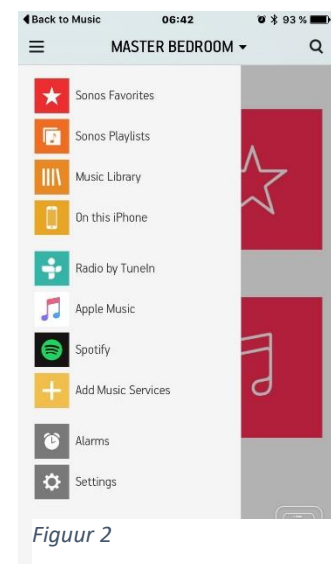 Back to Music 06:42 93 %
MASTER BEDROOM
Sonos Favorites
Sonos Playlists
Music Library
On this iPhone
Radio by TuneIn
Apple Music
Spotify
Add Music Services
Alarms
Settings
Figuur 2